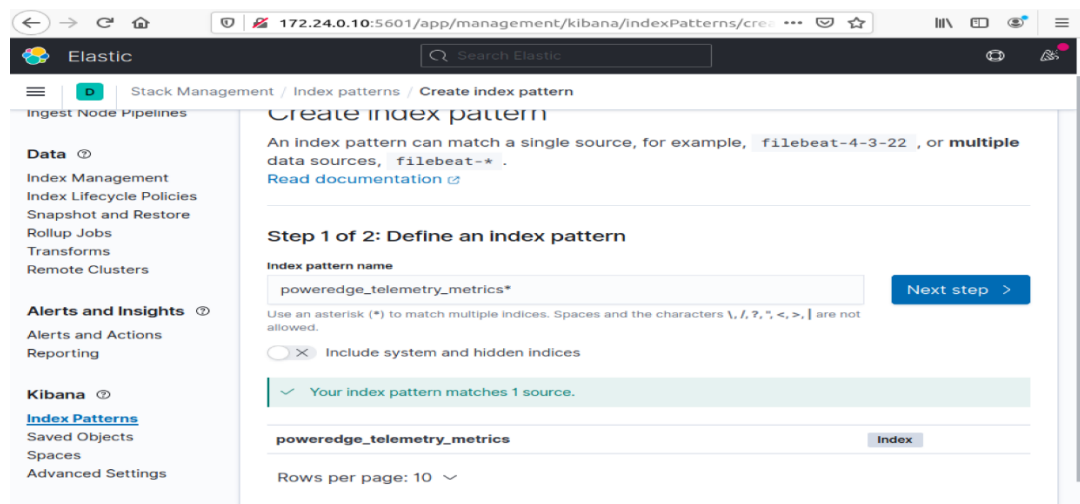 172.24.0.10:5601/app/management/kibana/indexPatterns/crea
Elastic
Search Elastic
D
Stack Management / Index patterns / Create index pattern
Ingest Node Pipelines
Data
Index Management
Index Lifecycle Policies
Snapshot and Restore
Rollup Jobs
Transforms
Remote Clusters
Alerts and Insights
Alerts and Actions
Reporting
Kibana
Index Patterns
Saved Objects
Spaces
Advanced Settings
Create index pattern
An index pattern can match a single source, for example, filebeat-4-3-22 , or multiple
data sources, filebeat-* .
Read documentation
Step 1 of 2: Define an index pattern
Index pattern name
poweredge_telemetry_metrics*
Next step >
Use an asterisk (*) to match multiple indices. Spaces and the characters \, /, ?, ", <, >, | are not
allowed.
Include system and hidden indices
Your index pattern matches 1 source.
poweredge_telemetry_metrics Index
Rows per page: 10